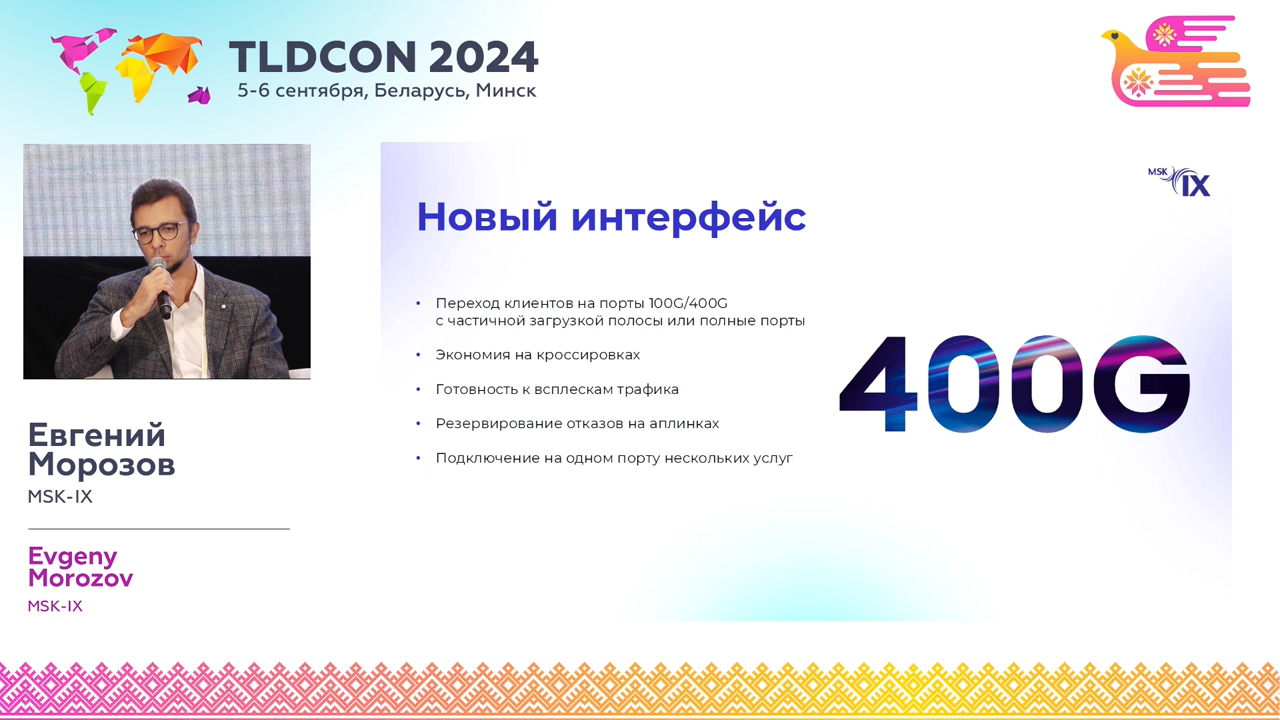 TLDCON 2024
5-6 сентября, Беларусь, Минск
MSK IX
Новый интерфейс
• Переход клиентов на порты 100G/400G
с частичной загрузкой полосы или полные порты
• Экономия на кроссировках
• Готовность к всплескам трафика
• Резервирование отказов на аплинках
• Подключение на одном порту нескольких услуг
400G
Евгений
Морозов
MSK-IX
Evgeny
Morozov
MSK-IX